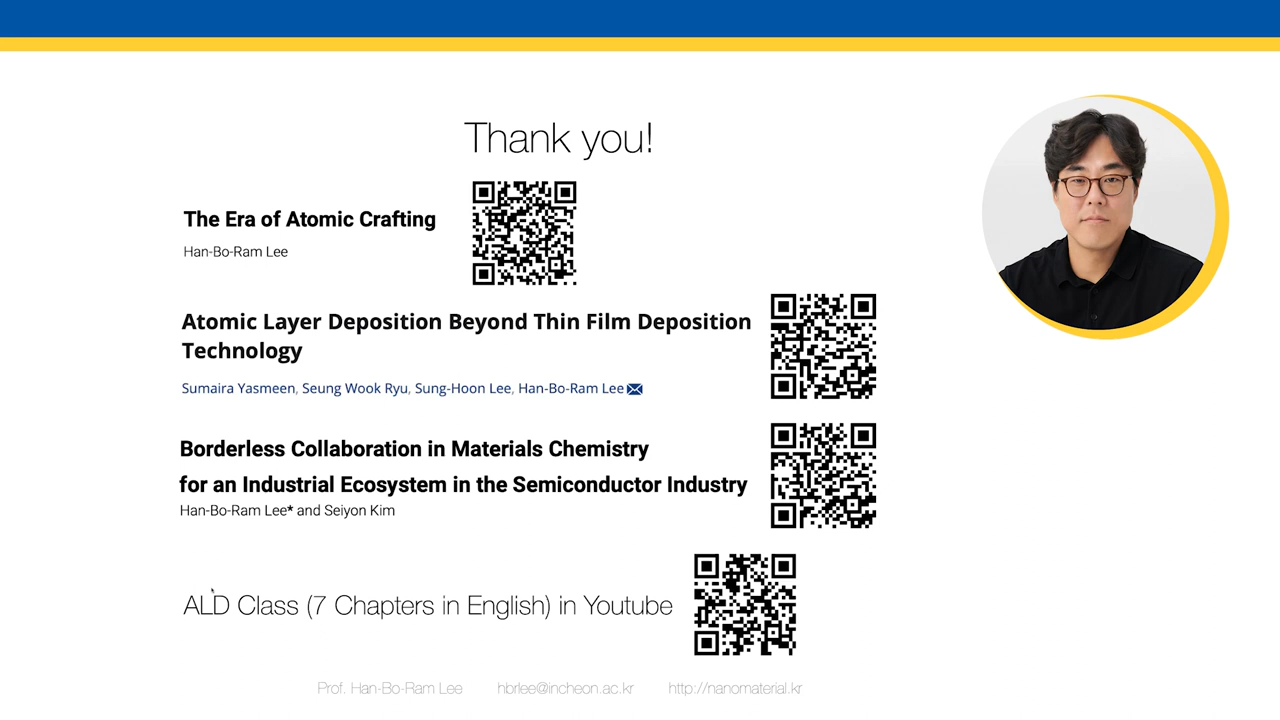 Thank you!
The Era of Atomic Crafting
Han-Bo-Ram Lee
Atomic Layer Deposition Beyond Thin Film Deposition
Technology
Sumaira Yasmeen, Seung Wook Ryu, Sung-Hoon Lee, Han-Bo-Ram Lee
Borderless Collaboration in Materials Chemistry
for an Industrial Ecosystem in the Semiconductor Industry
Han-Bo-Ram Lee* and Seiyon Kim
ALD Class (7 Chapters in English) in Youtube
Prof. Han-Bo-Ram Lee hbrlee@incheon.ac.kr http://nanomaterial.kr